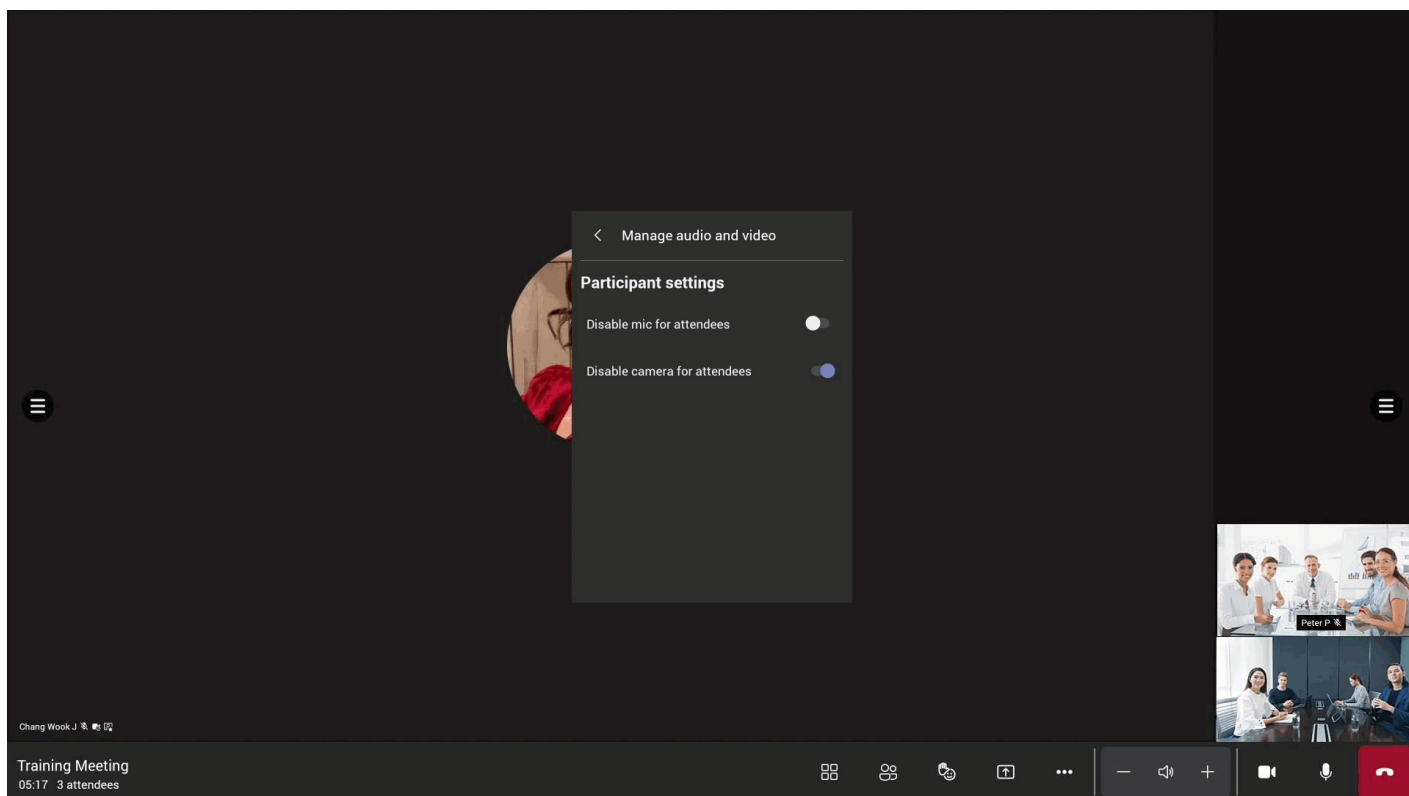 Manage audio and video
Participant settings
Disable mic for attendees
Disable camera for attendees
Peter P
Chang Wook J
Training Meeting
05:17 3 attendees